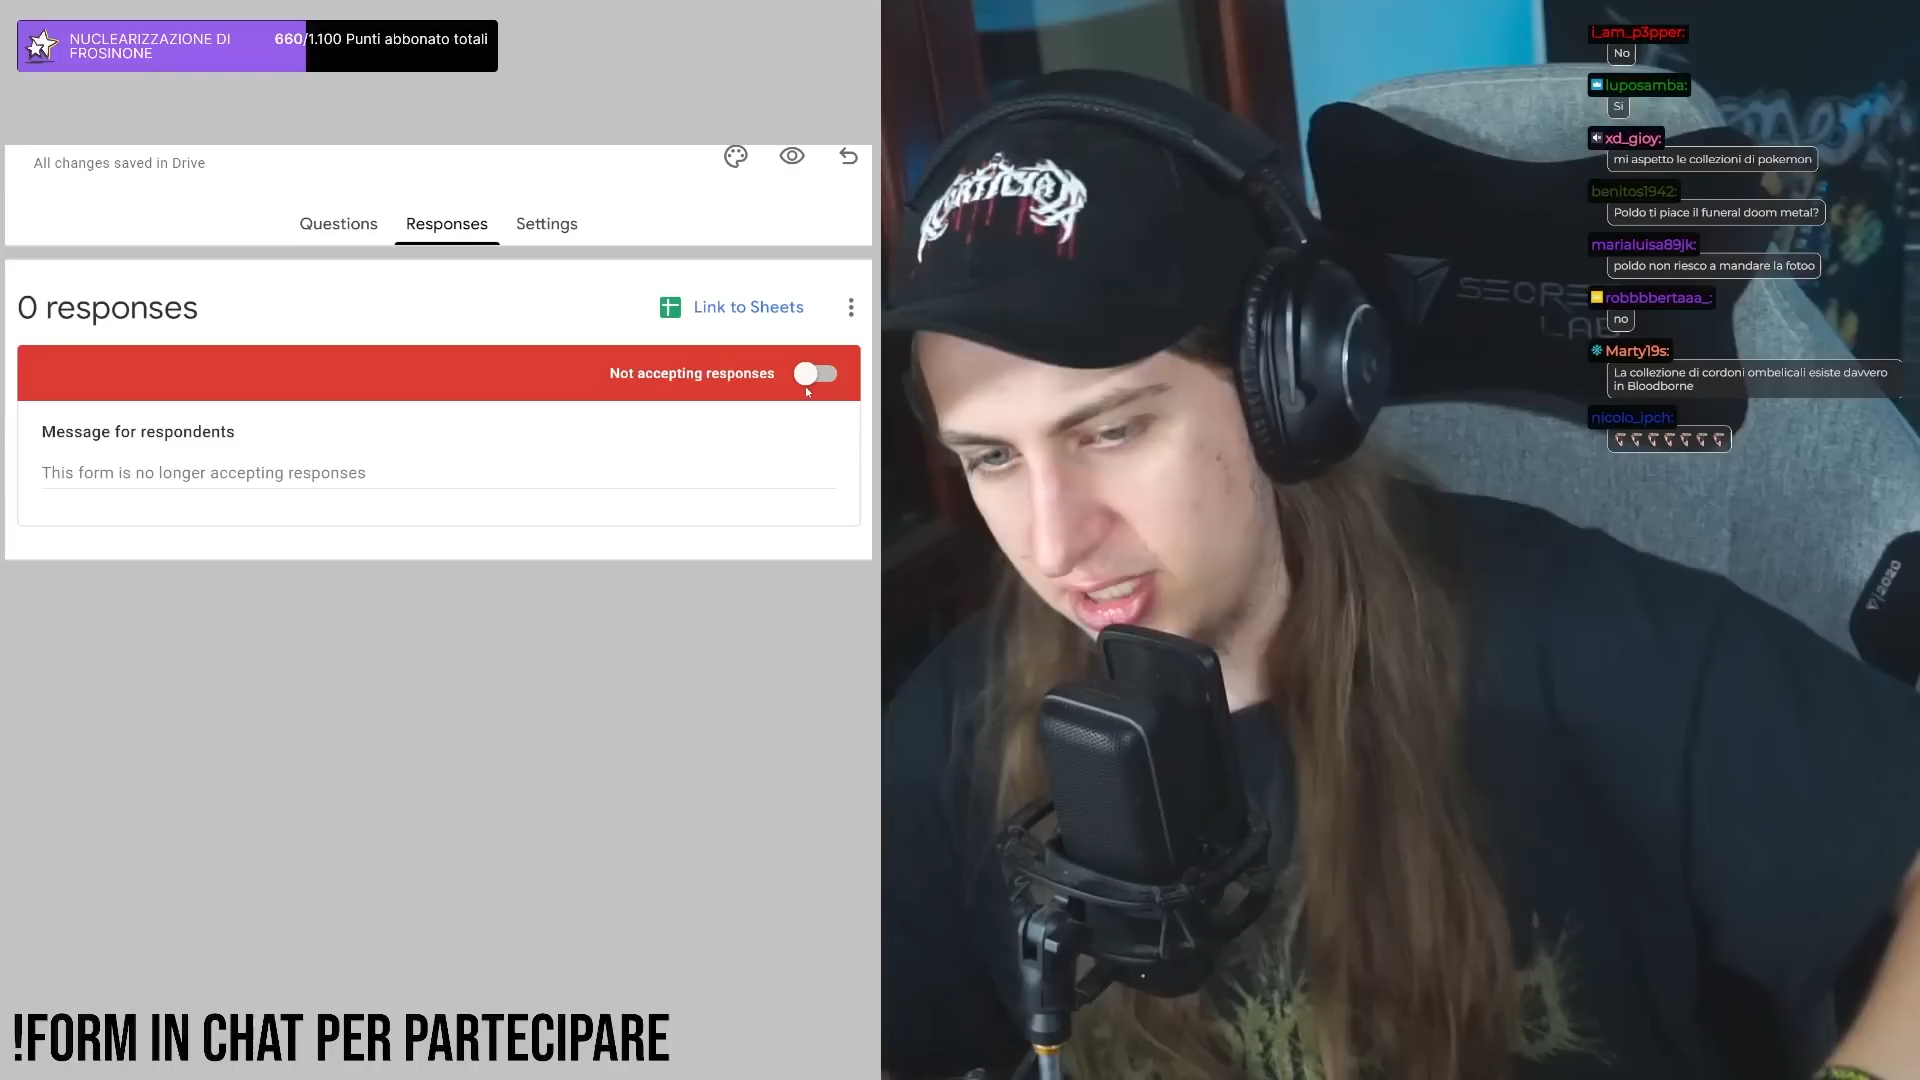 NUCLEARIZZAZIONE DI
FROSINONE
660/1.100 Punti abbonato totali
All changes saved in Drive
Questions
Responses
Settings
0 responses
Link to Sheets
Not accepting responses
Message for respondents
This form is no longer accepting responses
!FORM IN CHAT PER PARTECIPARE
i_am_p3pper:
No
luposamba:
Si
xd_gioy:
mi aspetto le collezioni di pokemon
benitos1942:
Poldo ti piace il funeral doom metal?
marialuisa89jk:
poldo non riesco a mandare la fotoo
robbbbertaaa_:
no
Marty19s:
La collezione di cordoni ombelicali esiste davvero
in Bloodborne
nicolo_ipch:
SECRE
LAB
/2020